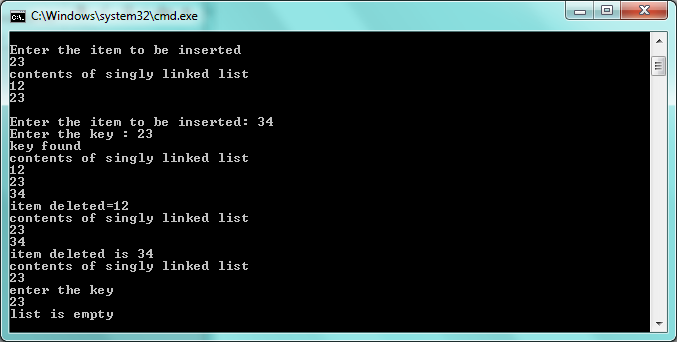 C:\Windows\system32\cmd.exe
Enter the item to be inserted
23
contents of singly linked list
12
23
Enter the item to be inserted: 34
Enter the key : 23
key found
contents of singly linked list
12
23
34
item deleted=12
contents of singly linked list
23
34
item deleted is 34
contents of singly linked list
23
enter the key
23
list is empty